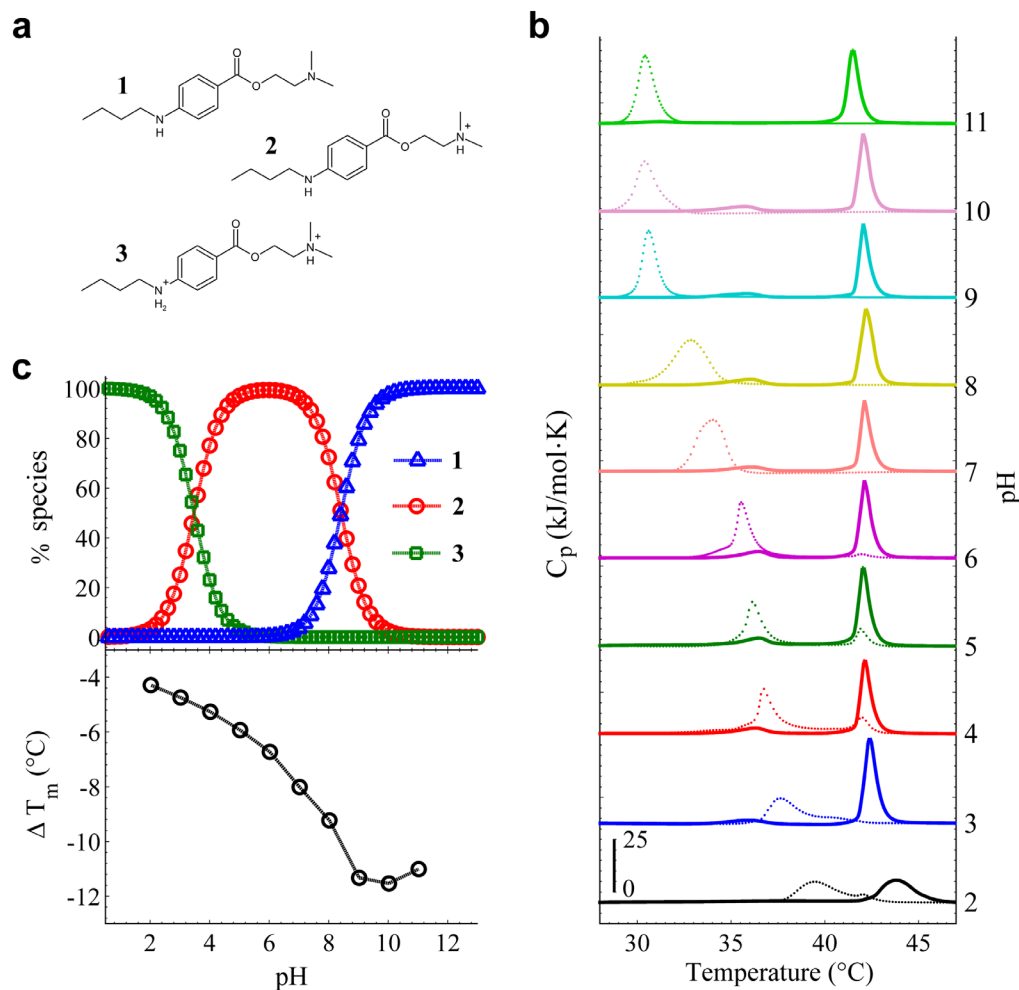 a
1
O
N
O
N
H
2
O
N
H
+
O
N
H
3
O
N
H
+
O
N
H2
+
b
C_p (kJ/mol·K)
11
10
9
8
7
6
5
4
3
2
pH
25
0
30 35 40 45
Temperature (°C)
c
% species
100
80
60
40
20
0
1
2
3
Δ T_m (°C)
-4
-6
-8
-10
-12
2 4 6 8 10 12
pH